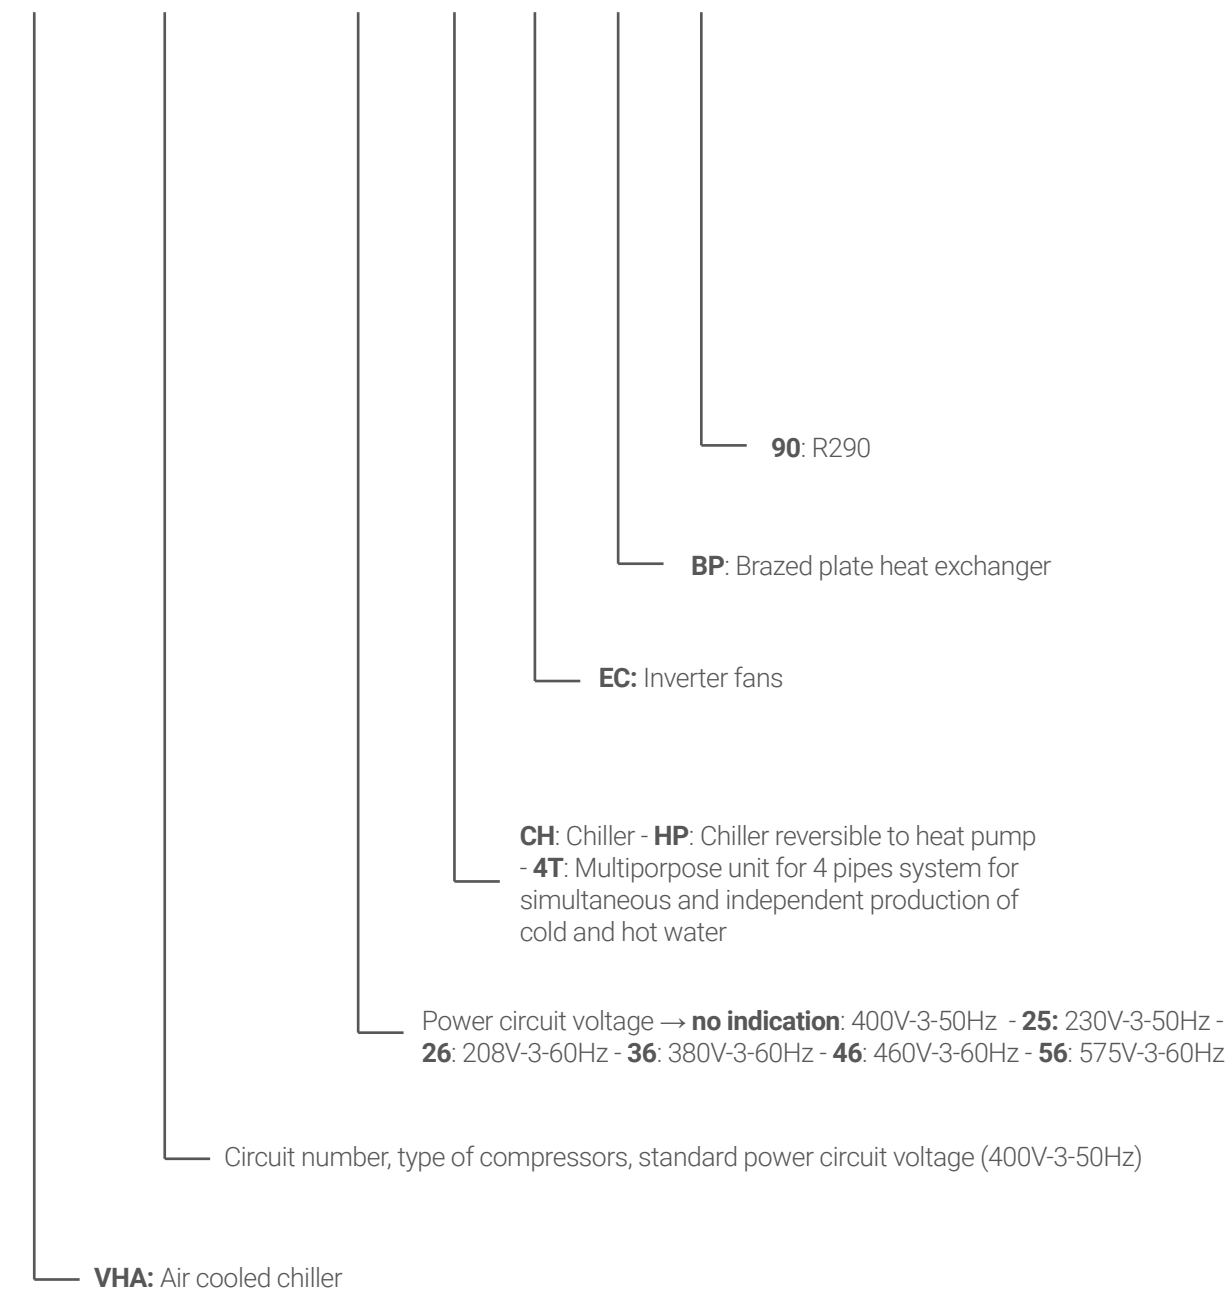 90: R290
BP: Brazed plate heat exchanger
EC: Inverter fans
CH: Chiller - HP: Chiller reversible to heat pump
- 4T: Multiporpose unit for 4 pipes system for
simultaneous and independent production of
cold and hot water
Power circuit voltage → no indication: 400V-3-50Hz - 25: 230V-3-50Hz -
26: 208V-3-60Hz - 36: 380V-3-60Hz - 46: 460V-3-60Hz - 56: 575V-3-60Hz
Circuit number, type of compressors, standard power circuit voltage (400V-3-50Hz)
VHA: Air cooled chiller